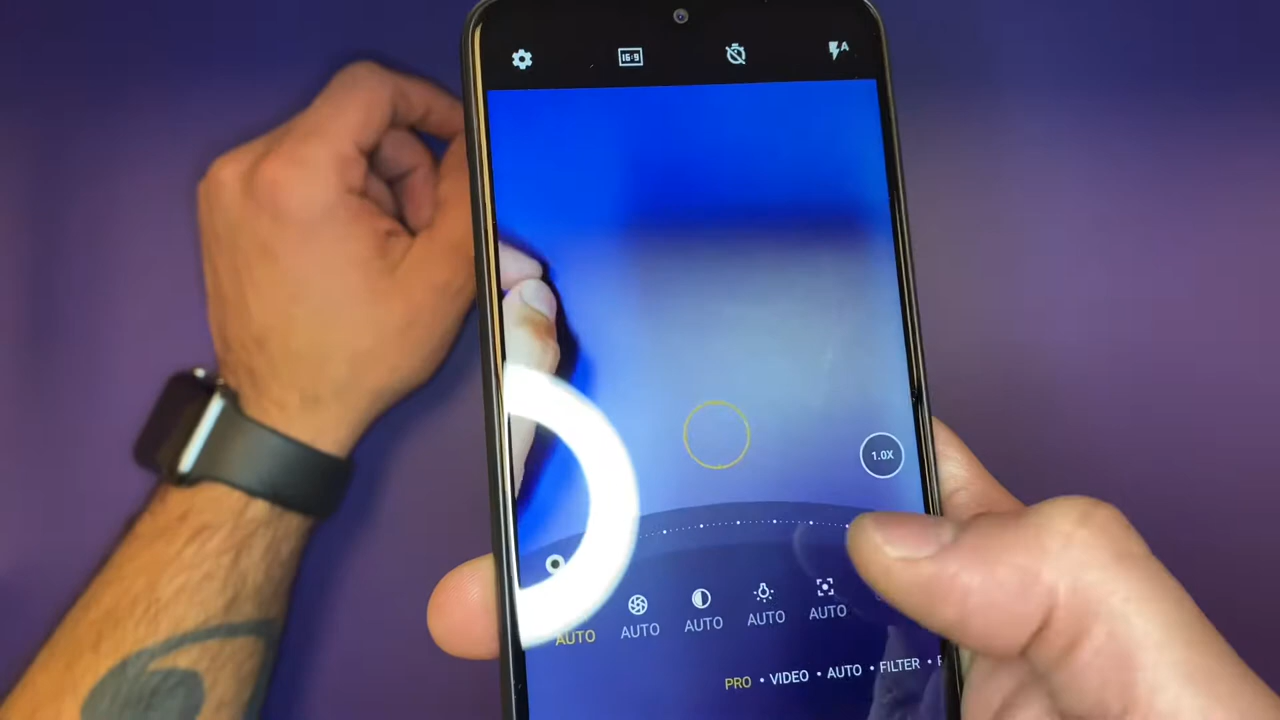 16:9
A
1.0X
AUTO AUTO AUTO AUTO AUTO
PRO • VIDEO • AUTO • FILTER •